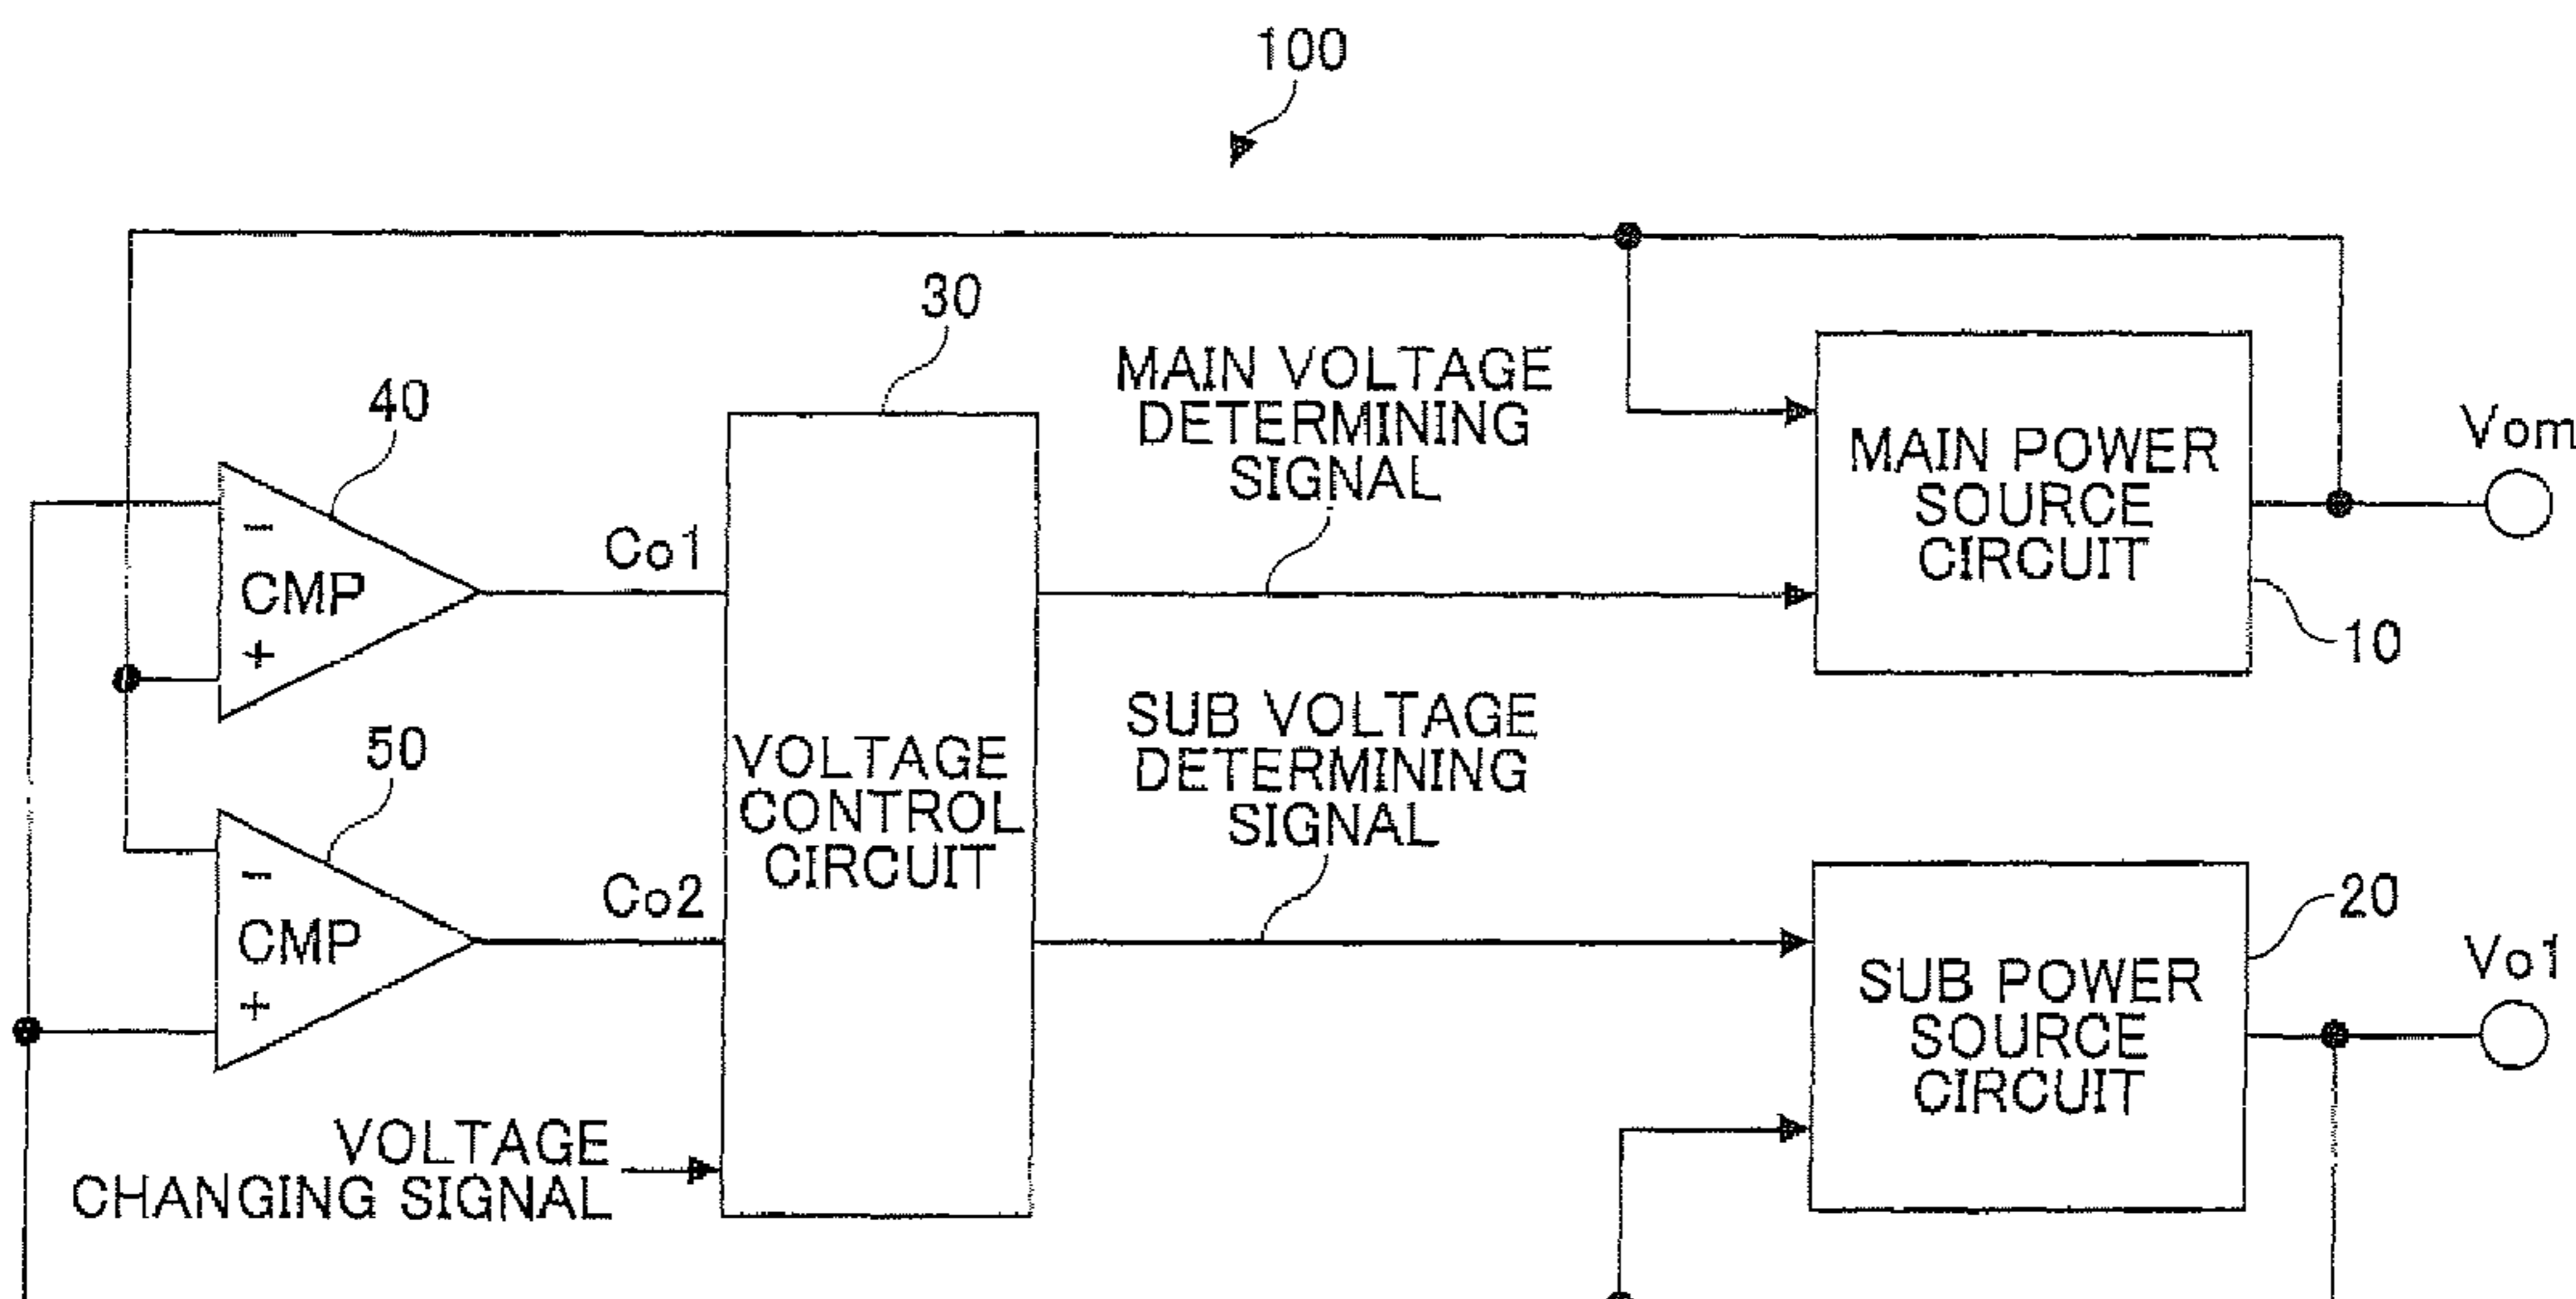 100
30
MAIN VOLTAGE
DETERMINING
SIGNAL
40
Vom
MAIN POWER
SOURCE
CIRCUIT
−
CMP
+
Co1
10
SUB VOLTAGE
DETERMINING
SIGNAL
50
VOLTAGE
CONTROL
CIRCUIT
−
CMP
+
Co2
20
Vo1
SUB POWER
SOURCE
CIRCUIT
VOLTAGE
CHANGING SIGNAL